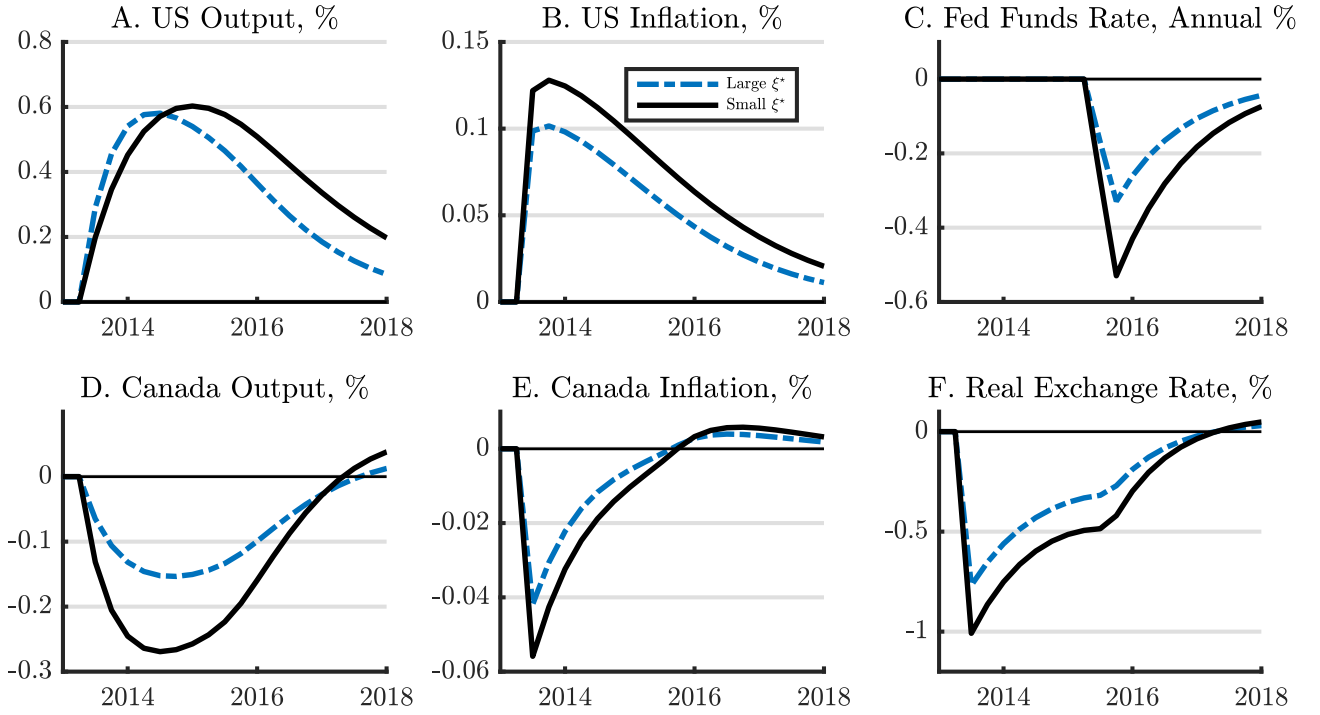 A. US Output, %
0.8
0.6
0.4
0.2
0
2014 2016 2018
B. US Inflation, %
0.15
0.1
0.05
0
2014 2016 2018
Large ξ*
Small ξ*
C. Fed Funds Rate, Annual %
0
-0.2
-0.4
-0.6
2014 2016 2018
D. Canada Output, %
0
-0.1
-0.2
-0.3
2014 2016 2018
E. Canada Inflation, %
0
-0.02
-0.04
-0.06
2014 2016 2018
F. Real Exchange Rate, %
0
-0.5
-1
2014 2016 2018